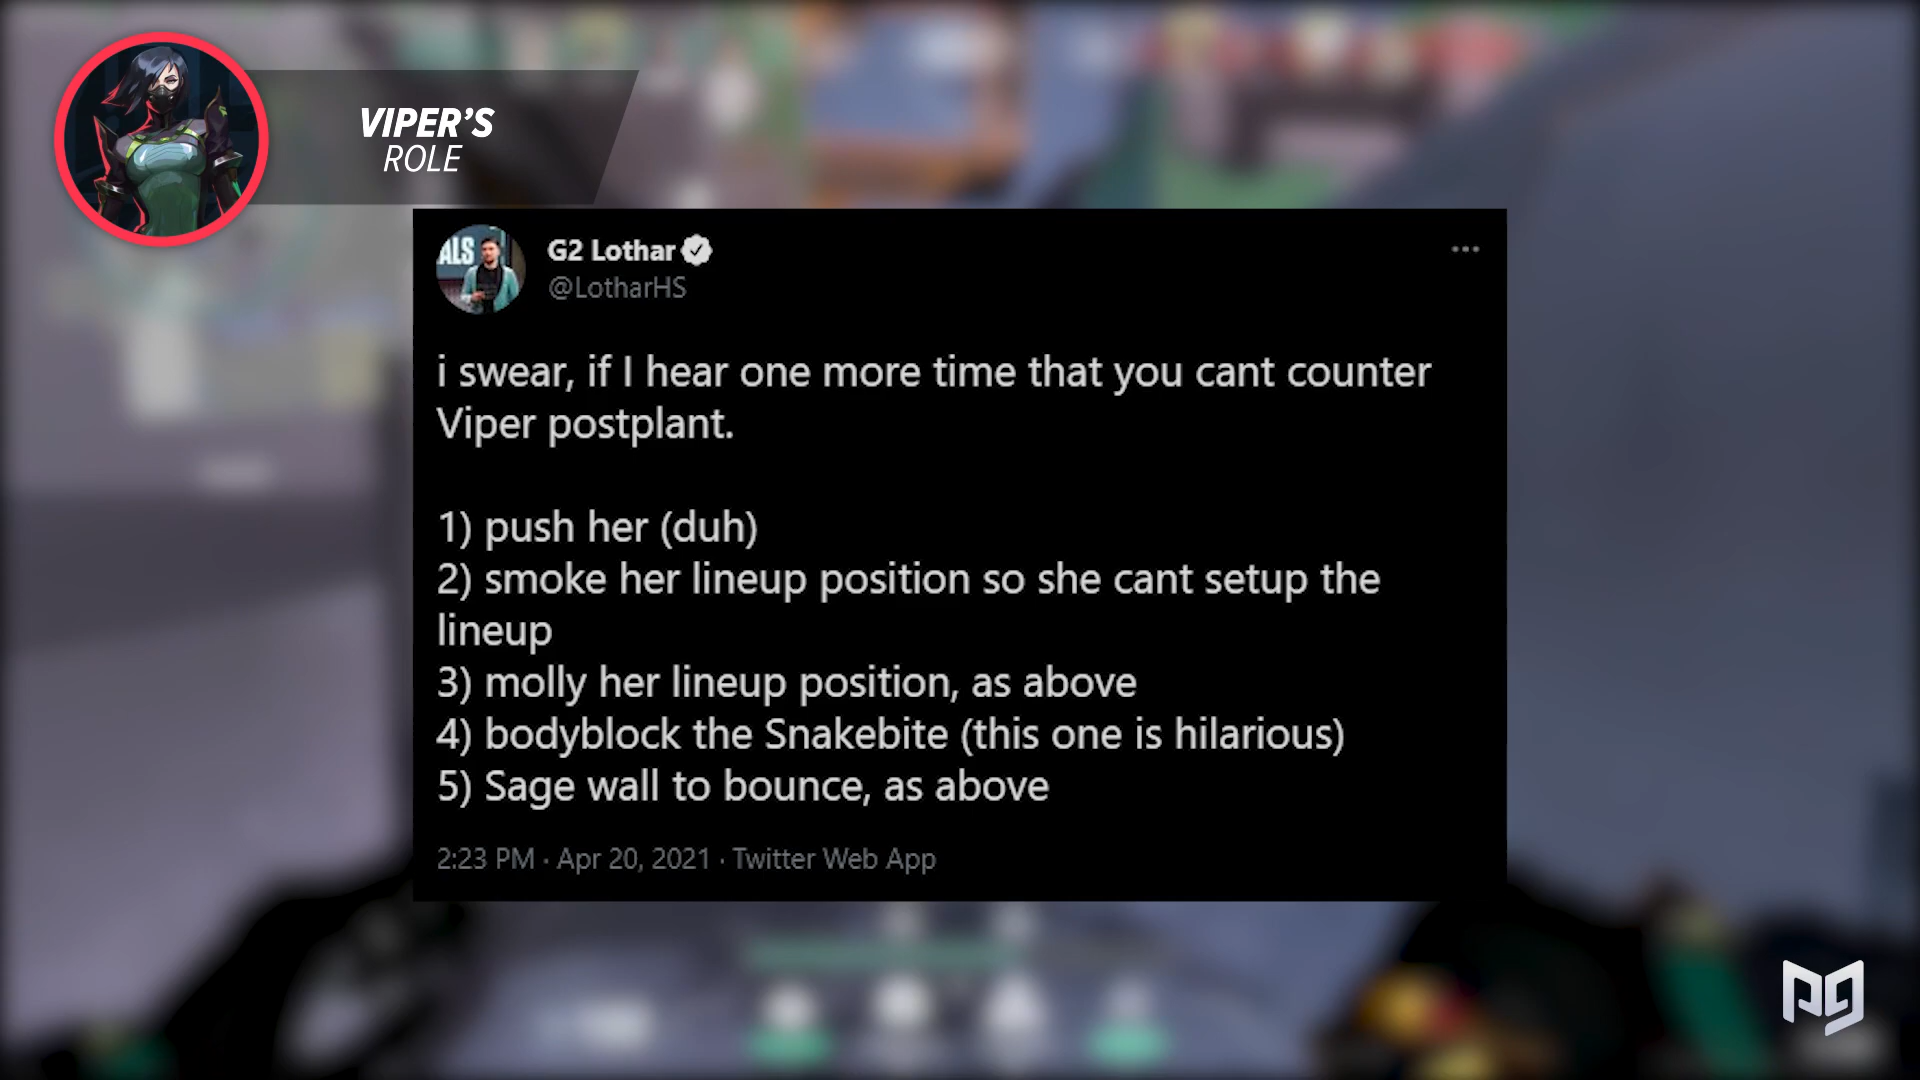 VIPER'S
ROLE
ALS
G2 Lothar
@LotharHS
i swear, if I hear one more time that you cant counter
Viper postplant.
1) push her (duh)
2) smoke her lineup position so she cant setup the
lineup
3) molly her lineup position, as above
4) bodyblock the Snakebite (this one is hilarious)
5) Sage wall to bounce, as above
2:23 PM · Apr 20, 2021 · Twitter Web App
pg